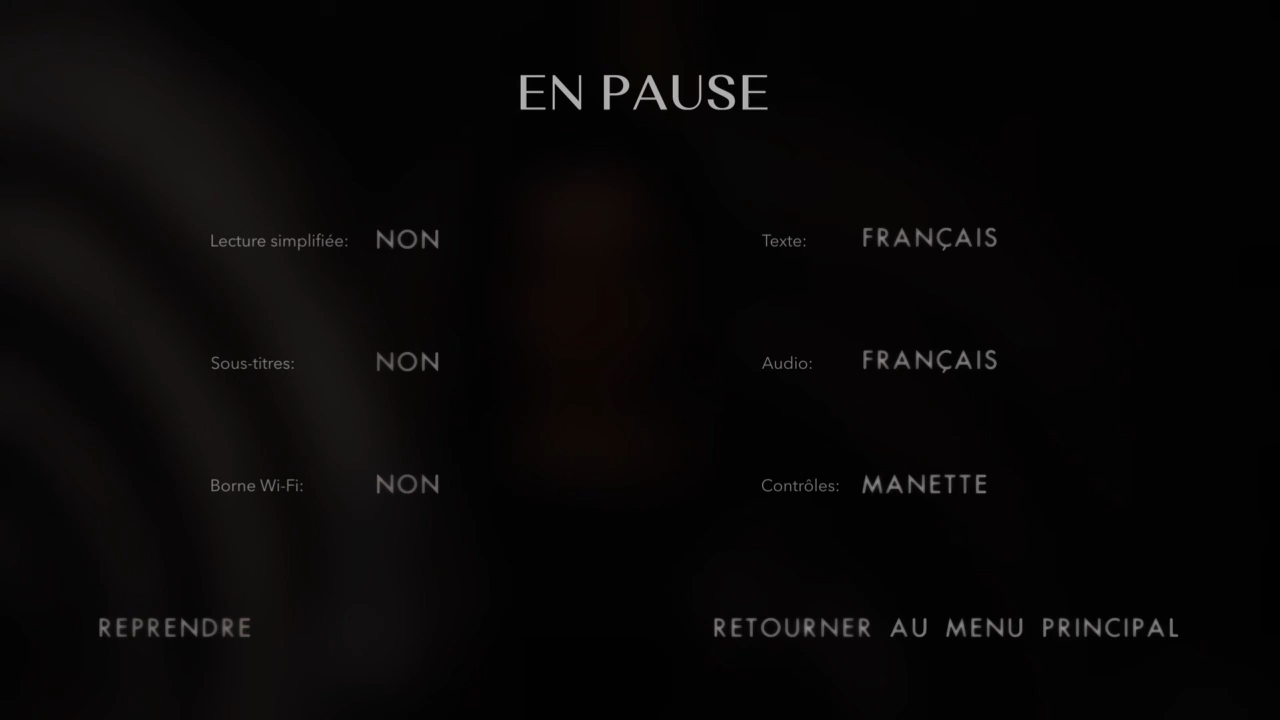 EN PAUSE
Lecture simplifiée: NON
Texte: FRANÇAIS
Sous-titres: NON
Audio: FRANÇAIS
Borne Wi-Fi: NON
Contrôles: MANETTE
REPRENDRE
RETOURNER AU MENU PRINCIPAL